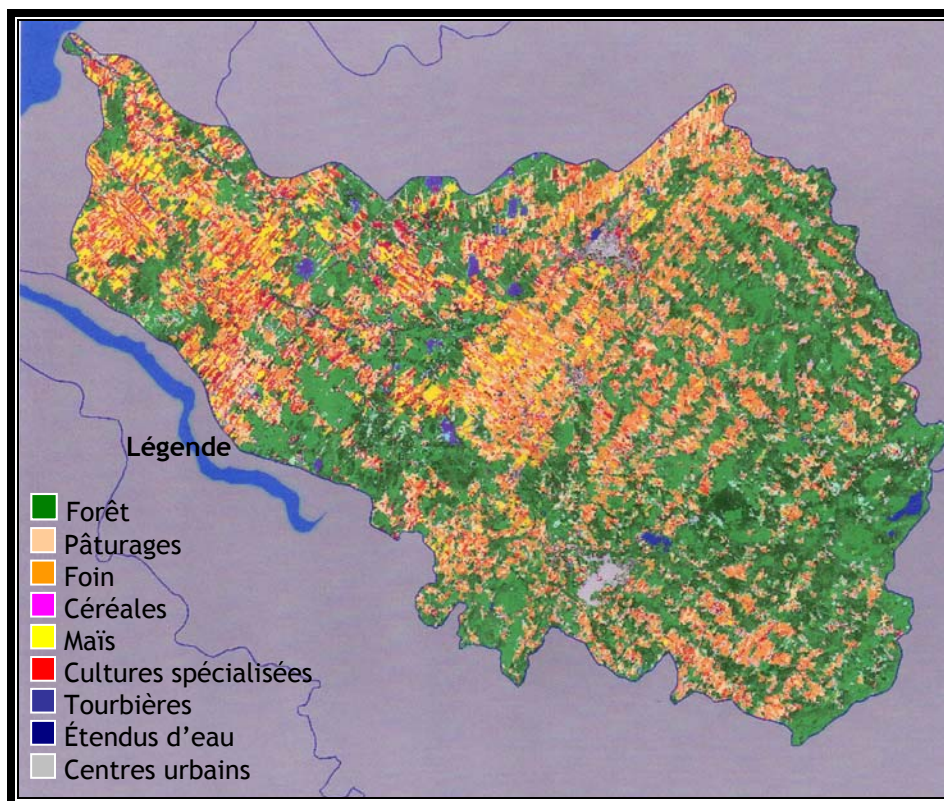 Légende
Forêt
Pâturages
Foin
Céréales
Maïs
Cultures spécialisées
Tourbières
Étendus d’eau
Centres urbains